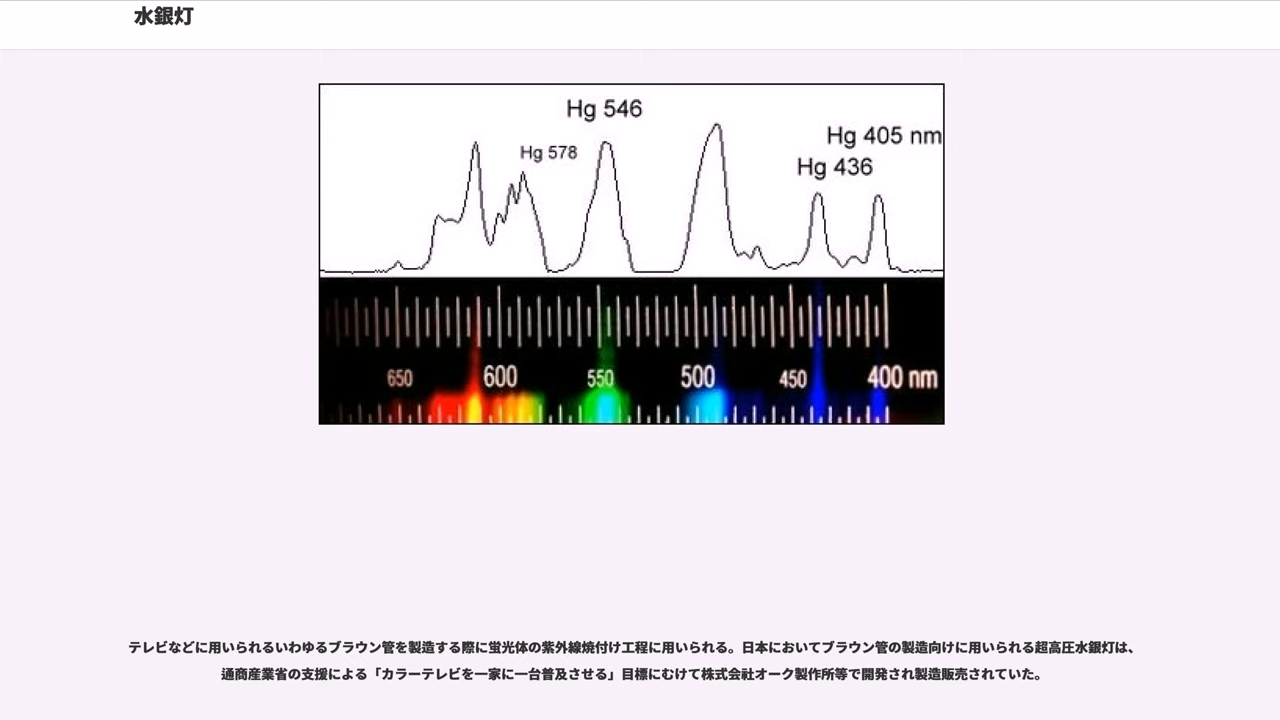 水銀灯
Hg 546
Hg 405 nm
Hg 578
Hg 436
650 600 550 500 450 400 nm
テレビなどに用いられるいわゆるブラウン管を製造する際に蛍光体の紫外線焼付け工程に用いられる。日本においてブラウン管の製造向けに用いられる超高圧水銀灯は、
通商産業省の支援による「カラーテレビを一家に一台普及させる」目標にむけて株式会社オーク製作所等で開発され製造販売されていた。